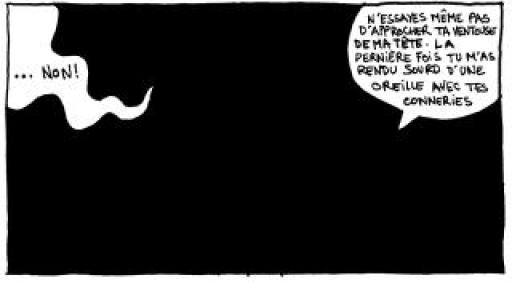 ... NON!
N'ESSAYES MÊME PAS
D'APPROCHER TA VENTOUSE
DE MA TÊTE. LA
DERNIÈRE FOIS TU M'AS
RENDU SOURD D'UNE
OREILLE AVEC TES
CONNERIES